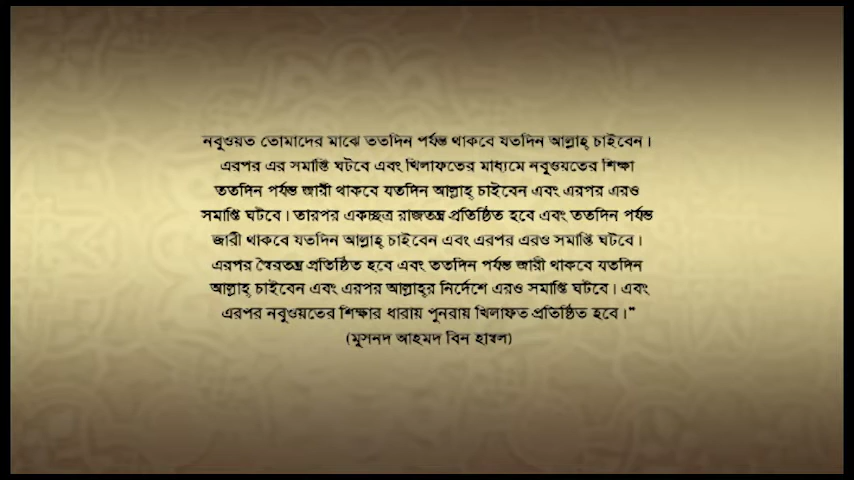 নবুওয়ত তোমাদের মাঝে ততদিন পর্যন্ত থাকবে যতদিন আল্লাহ্ চাইবেন।
এরপর এর সমাপ্তি ঘটবে এবং খিলাফতের মাধ্যমে নবুওয়তের শিক্ষা
ততদিন পর্যন্ত জারী থাকবে যতদিন আল্লাহ্ চাইবেন এবং এরপর এরও
সমাপ্তি ঘটবে। তারপর একচ্ছত্র রাজতন্ত্র প্রতিষ্ঠিত হবে এবং ততদিন পর্যন্ত
জারী থাকবে যতদিন আল্লাহ্ চাইবেন এবং এরপর এরও সমাপ্তি ঘটবে।
এরপর স্বৈরতন্ত্র প্রতিষ্ঠিত হবে এবং ততদিন পর্যন্ত জারী থাকবে যতদিন
আল্লাহ্ চাইবেন এবং এরপর আল্লাহ্‌র নির্দেশে এরও সমাপ্তি ঘটবে। এবং
এরপর নবুওয়তের শিক্ষার ধারায় পুনরায় খিলাফত প্রতিষ্ঠিত হবে।”
(মুসনদ আহমদ বিন হাম্বল)